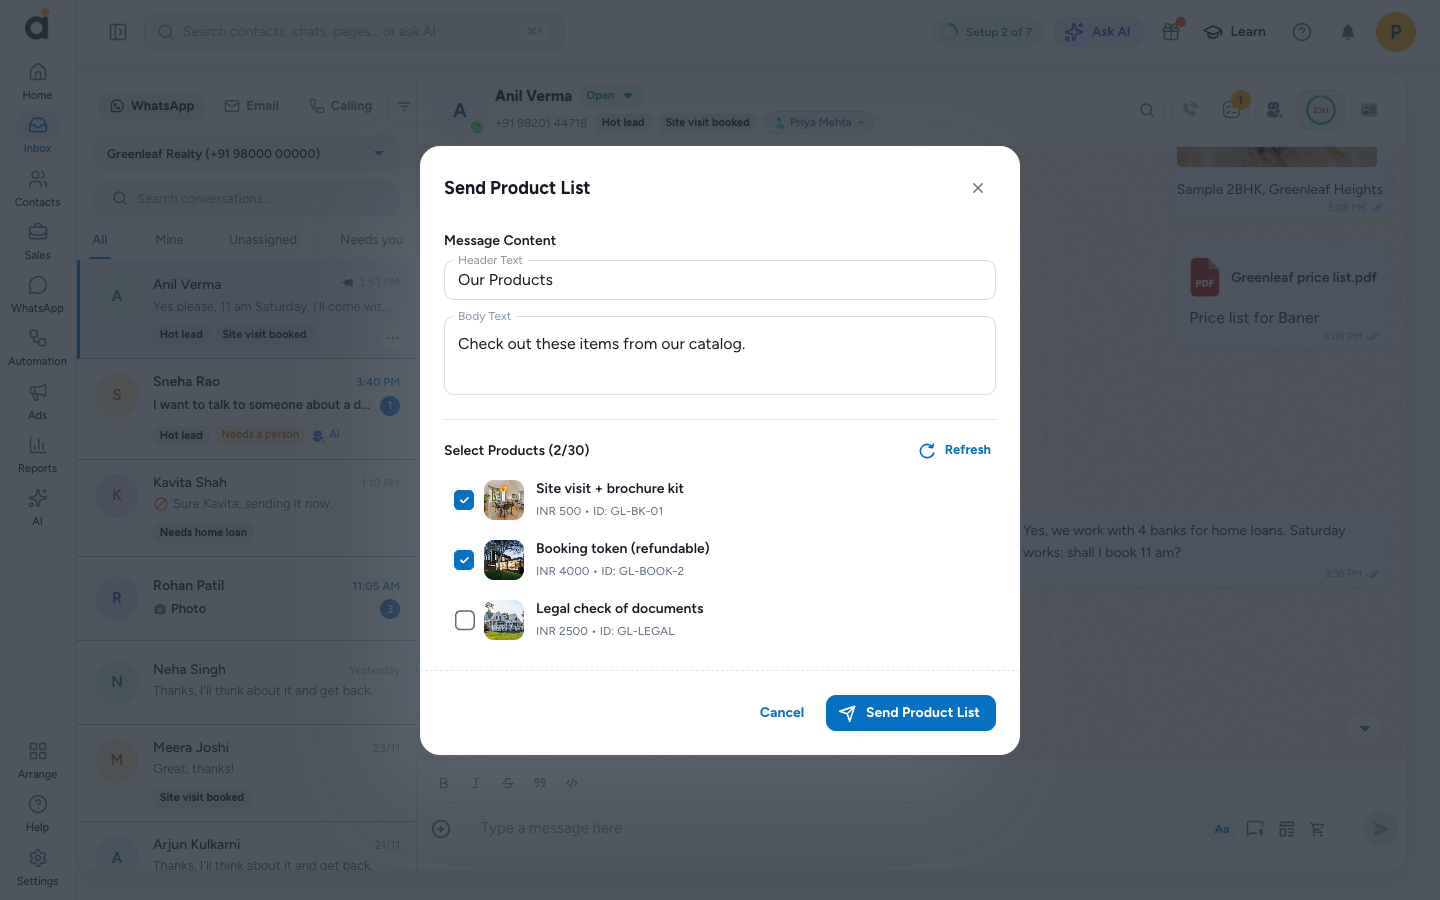 Search contacts, chats, pages... or ask AI
⌘K
Setup 2 of 7
Ask AI
Learn
P
Home
Inbox
Contacts
Sales
WhatsApp
Automation
Ads
Reports
AI
Arrange
Help
Settings
WhatsApp
Email
Calling
Greenleaf Realty (+91 98000 00000)
Search conversations...
All
Mine
Unassigned
Needs you
A
Anil Verma
3:53 PM
Yes please, 11 am Saturday. I'll come wit...
Hot lead
Site visit booked
S
Sneha Rao
3:40 PM
I want to talk to someone about a d...
1
Hot lead
Needs a person
AI
K
Kavita Shah
1:10 PM
Sure Kavita, sending it now.
Needs home loan
R
Rohan Patil
11:05 AM
Photo
3
N
Neha Singh
Yesterday
Thanks, I'll think about it and get back.
M
Meera Joshi
23/11
Great, thanks!
Site visit booked
A
Arjun Kulkarni
21/11
Thanks, I'll think about it and get back.
A
Anil Verma
Open
+91 98201 44718
Hot lead
Site visit booked
Priya Mehta
1
23H
Sample 2BHK, Greenleaf Heights
3:08 PM
PDF
Greenleaf price list.pdf
Price list for Baner
3:09 PM
Yes, we work with 4 banks for home loans. Saturday
works: shall I book 11 am?
3:36 PM
Send Product List
Message Content
Header Text
Our Products
Body Text
Check out these items from our catalog.
Select Products (2/30)
Refresh
Site visit + brochure kit
INR 500 • ID: GL-BK-01
Booking token (refundable)
INR 4000 • ID: GL-BOOK-2
Legal check of documents
INR 2500 • ID: GL-LEGAL
Cancel
Send Product List
B
I
S
Type a message here
Aa